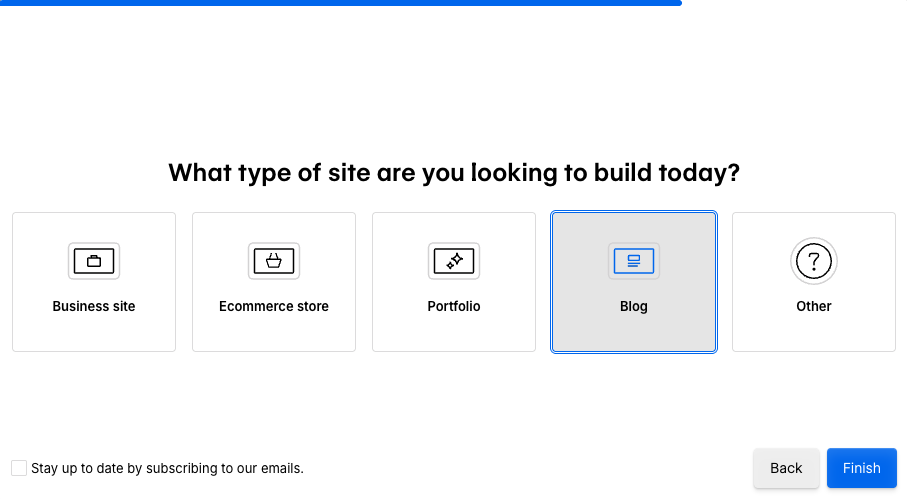 What type of site are you looking to build today?
Business site
Ecommerce store
Portfolio
Blog
?
Other
Stay up to date by subscribing to our emails.
Back
Finish